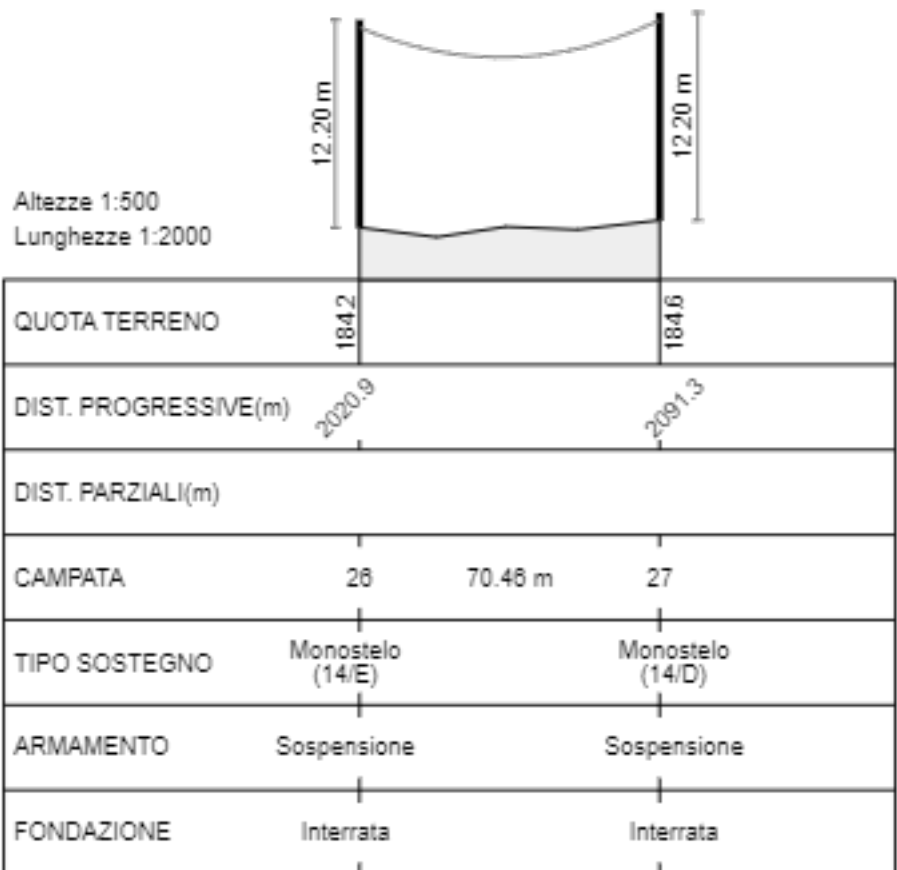 12.20 m
12.20 m
Altezze 1:500
Lunghezze 1:2000
QUOTA TERRENO 184.2 184.6
DIST. PROGRESSIVE(m) 2020.9 2091.3
DIST. PARZIALI(m)
CAMPATA 26 70.46 m 27
TIPO SOSTEGNO Monostelo (14/E) Monostelo (14/D)
ARMAMENTO Sospensione Sospensione
FONDAZIONE Interrata Interrata